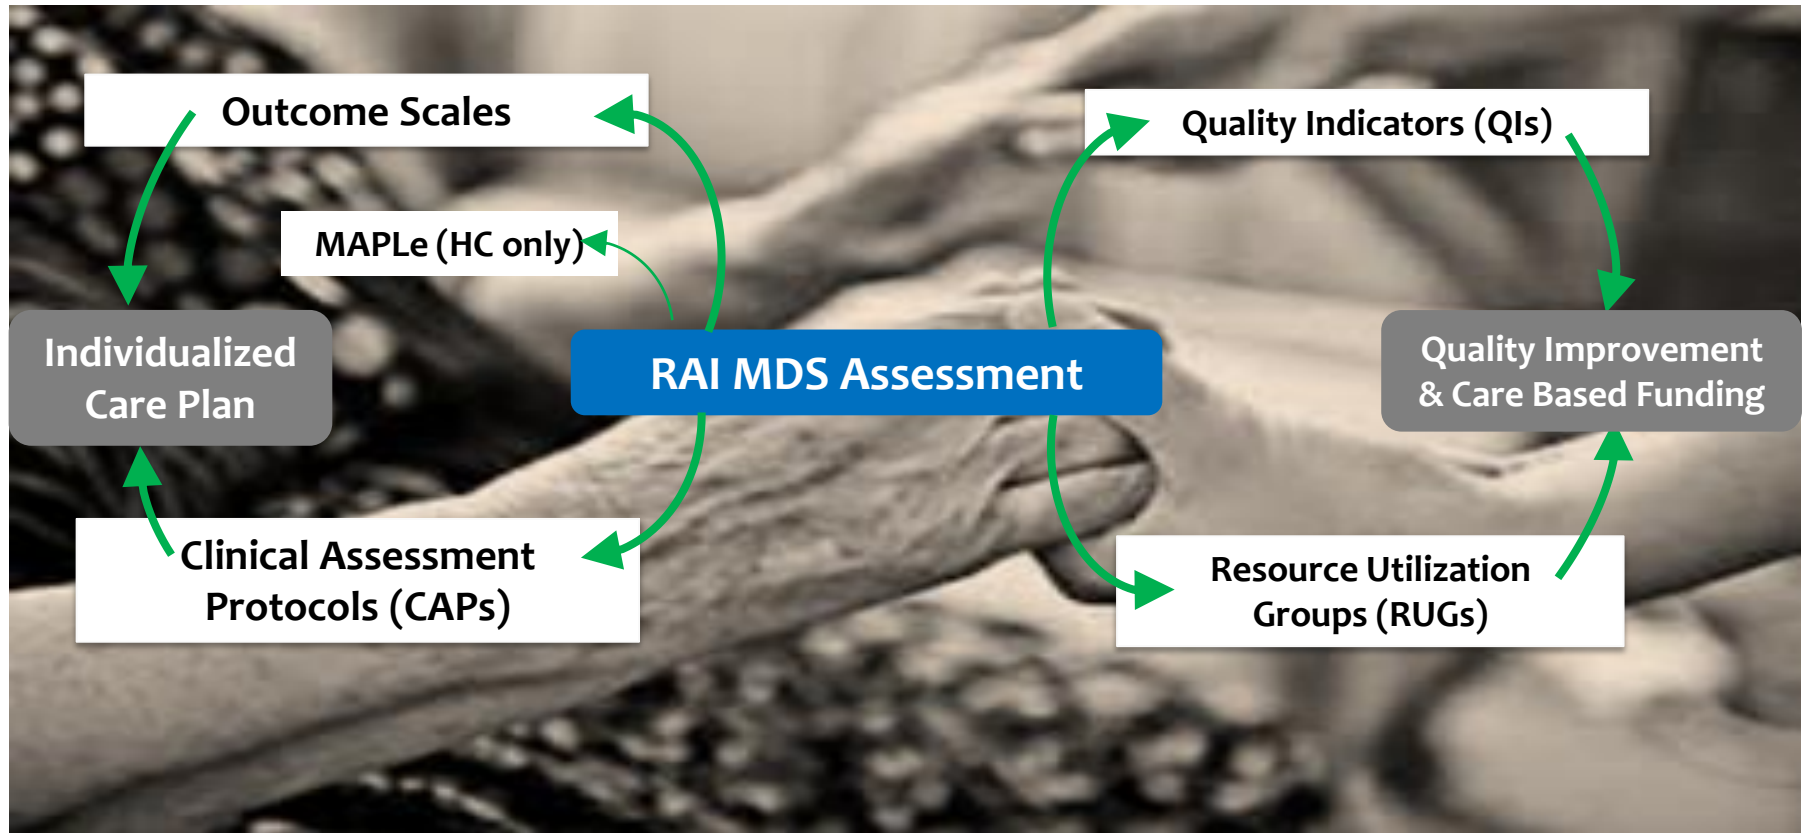 Outcome Scales
Quality Indicators (QIs)
MAPLe (HC only)
Individualized
Care Plan
RAI MDS Assessment
Quality Improvement
& Care Based Funding
Clinical Assessment
Protocols (CAPs)
Resource Utilization
Groups (RUGs)